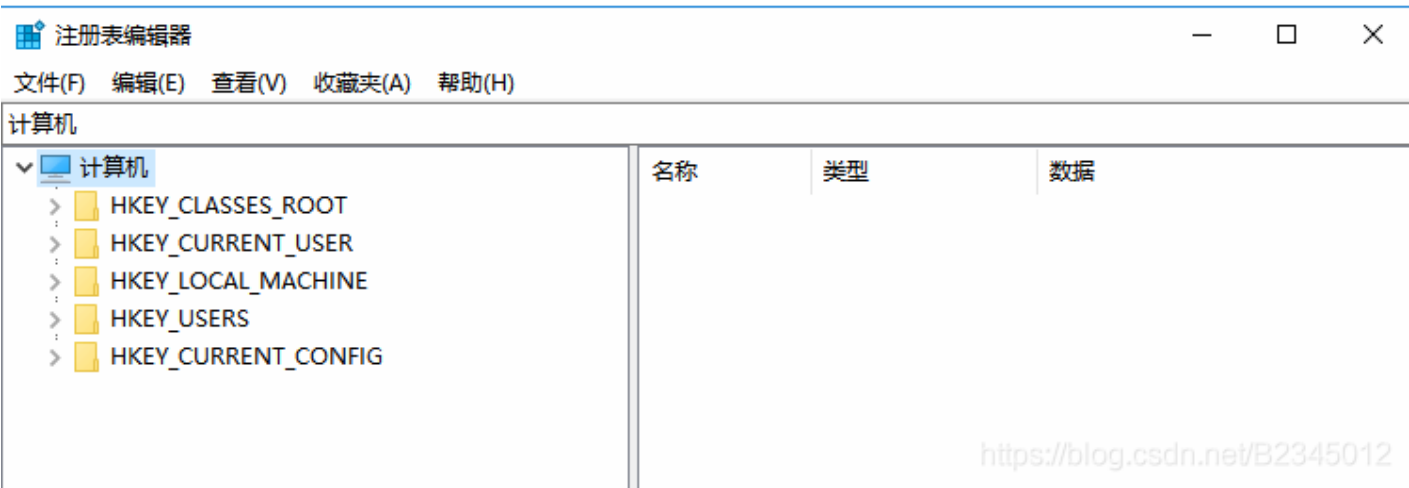 注册表编辑器
文件(F) 编辑(E) 查看(V) 收藏夹(A) 帮助(H)
计算机
计算机
名称 类型 数据
HKEY_CLASSES_ROOT
HKEY_CURRENT_USER
HKEY_LOCAL_MACHINE
HKEY_USERS
HKEY_CURRENT_CONFIG
https://blog.csdn.net/B2345012